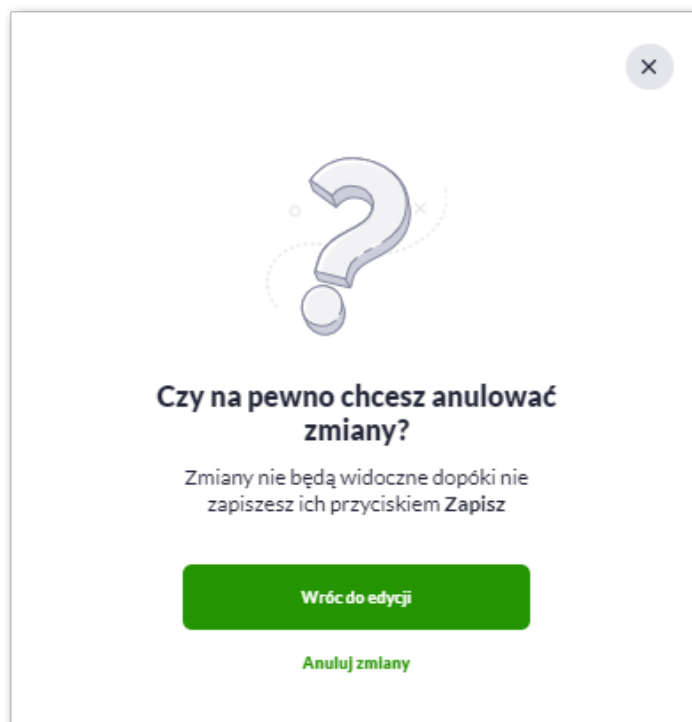 Czy na pewno chcesz anulować
zmiany?
Zmiany nie będą widoczne dopóki nie
zapiszesz ich przyciskiem Zapisz
Wróc do edycji
Anuluj zmiany